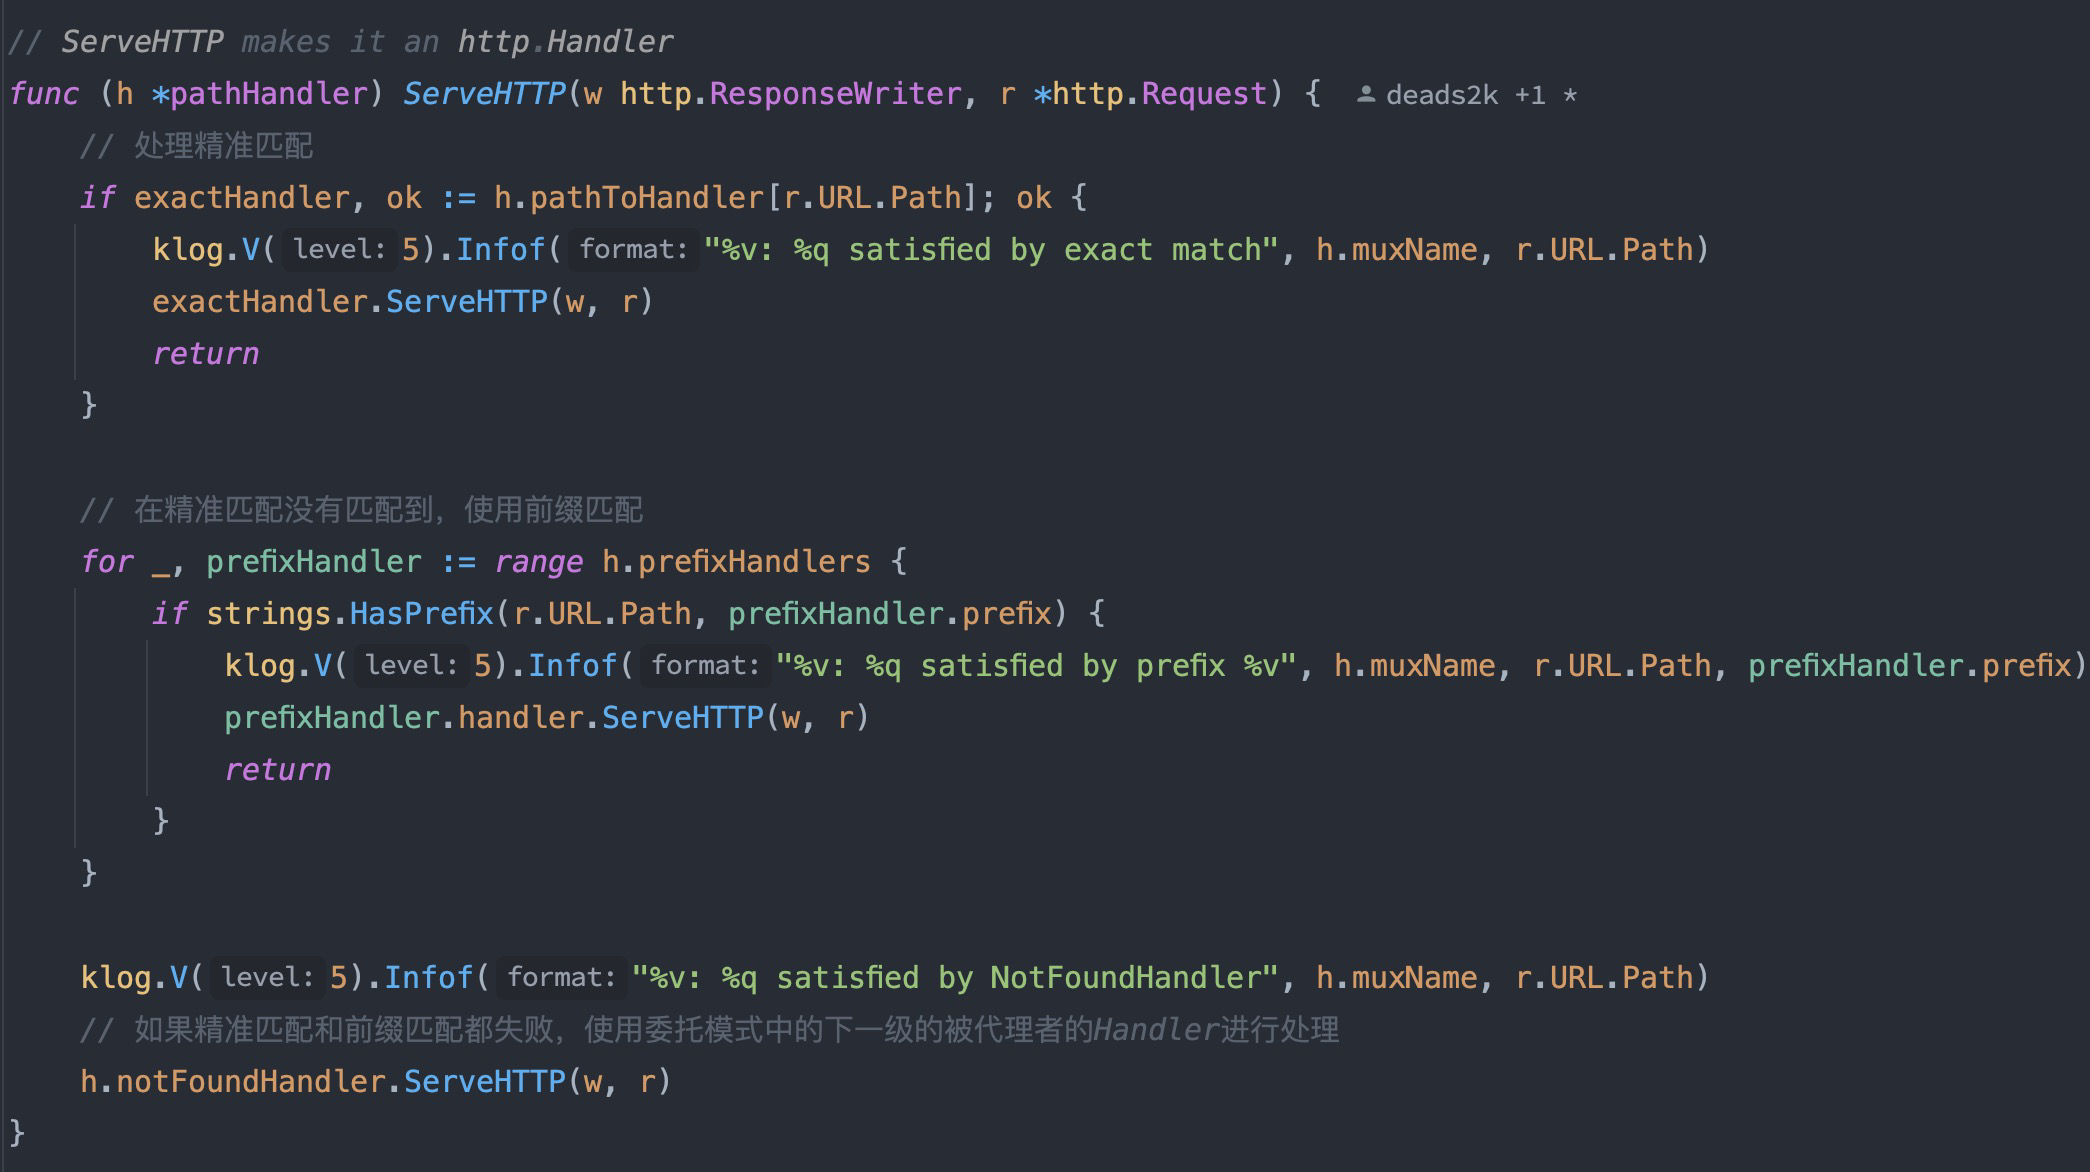 // ServeHTTP makes it an http.Handler
func (h *pathHandler) ServeHTTP(w http.ResponseWriter, r *http.Request) { deads2k +1 *
// 处理精准匹配
if exactHandler, ok := h.pathToHandler[r.URL.Path]; ok {
klog.V( level: 5).Infof( format: "%v: %q satisfied by exact match", h.muxName, r.URL.Path)
exactHandler.ServeHTTP(w, r)
return
}
// 在精准匹配没有匹配到，使用前缀匹配
for _, prefixHandler := range h.prefixHandlers {
if strings.HasPrefix(r.URL.Path, prefixHandler.prefix) {
klog.V( level: 5).Infof( format: "%v: %q satisfied by prefix %v", h.muxName, r.URL.Path, prefixHandler.prefix)
prefixHandler.handler.ServeHTTP(w, r)
return
}
}
klog.V( level: 5).Infof( format: "%v: %q satisfied by NotFoundHandler", h.muxName, r.URL.Path)
// 如果精准匹配和前缀匹配都失败，使用委托模式中的下一级的被代理者的Handler进行处理
h.notFoundHandler.ServeHTTP(w, r)
}